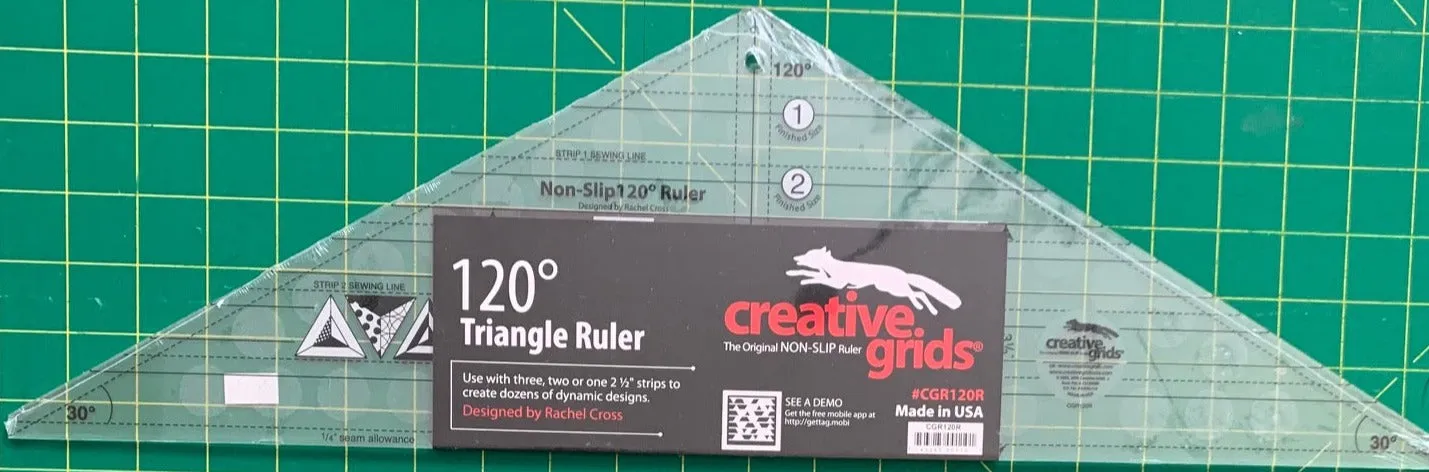 120°
1
Finished Size
STRIP 1 SEWING LINE
2
Finished Size
Non-Slip 120° Ruler
Designed by Rachel Cross
STRIP 2 SEWING LINE
30°
1/4" seam allowance
120°
Triangle Ruler
Use with three, two or one 2 ½" strips to
create dozens of dynamic designs.
Designed by Rachel Cross
creative
grids®
The Original NON-SLIP Ruler
#CGR120R
Made in USA
CGR120R
SEE A DEMO
Get the free mobile app at
http://gettag.mobi
creative
grids
CGR120R
30°